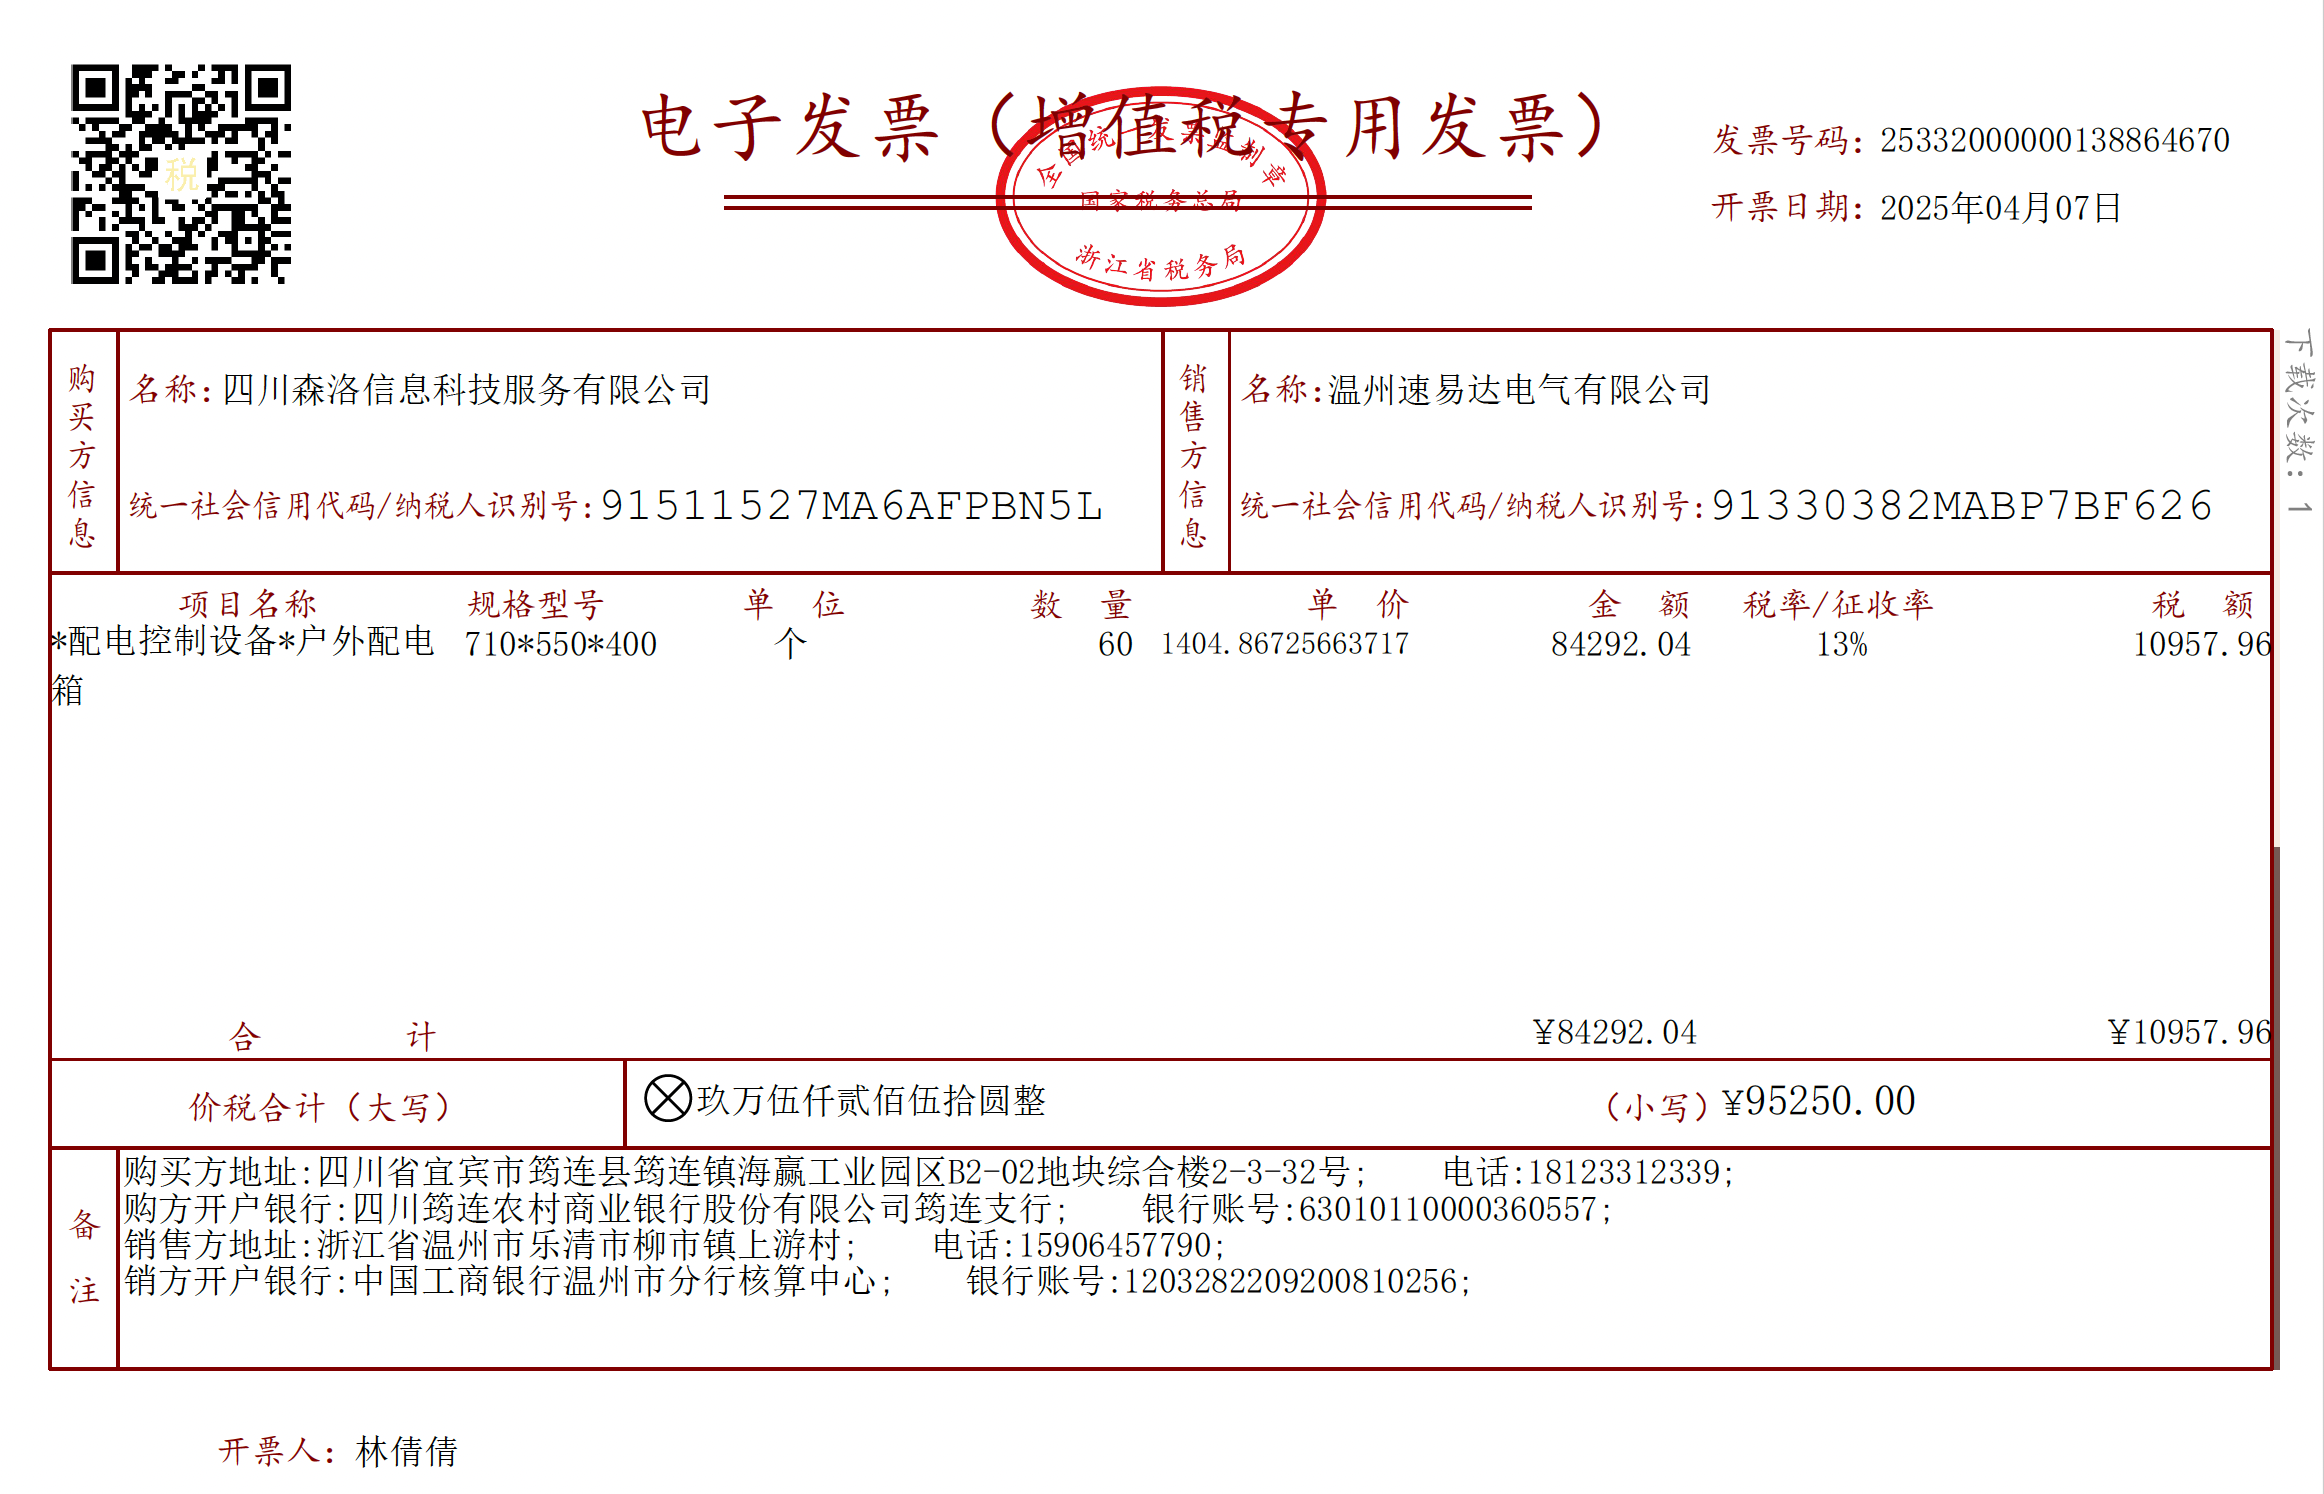 电子发票（增值税专用发票）
全国统一发票监制章
国家税务总局
浙江省税务局
税
发票号码：25332000000138864670
开票日期：2025年04月07日
下载次数：1
购买方信息
名称：四川森洛信息科技服务有限公司
统一社会信用代码/纳税人识别号：91511527MA6AFPBN5L
销售方信息
名称：温州速易达电气有限公司
统一社会信用代码/纳税人识别号：91330382MABP7BF626
项目名称 规格型号 单位 数量 单价 金额 税率/征收率 税额
*配电控制设备*户外配电 710*550*400 个 60 1404.86725663717 84292.04 13% 10957.96
箱
合计 ¥84292.04 ¥10957.96
价税合计（大写） ⊗玖万伍仟贰佰伍拾圆整 （小写）¥95250.00
备注
购买方地址:四川省宜宾市筠连县筠连镇海赢工业园区B2-02地块综合楼2-3-32号; 电话:18123312339;
购方开户银行:四川筠连农村商业银行股份有限公司筠连支行; 银行账号:63010110000360557;
销售方地址:浙江省温州市乐清市柳市镇上游村; 电话:15906457790;
销方开户银行:中国工商银行温州市分行核算中心; 银行账号:1203282209200810256;
开票人：林倩倩